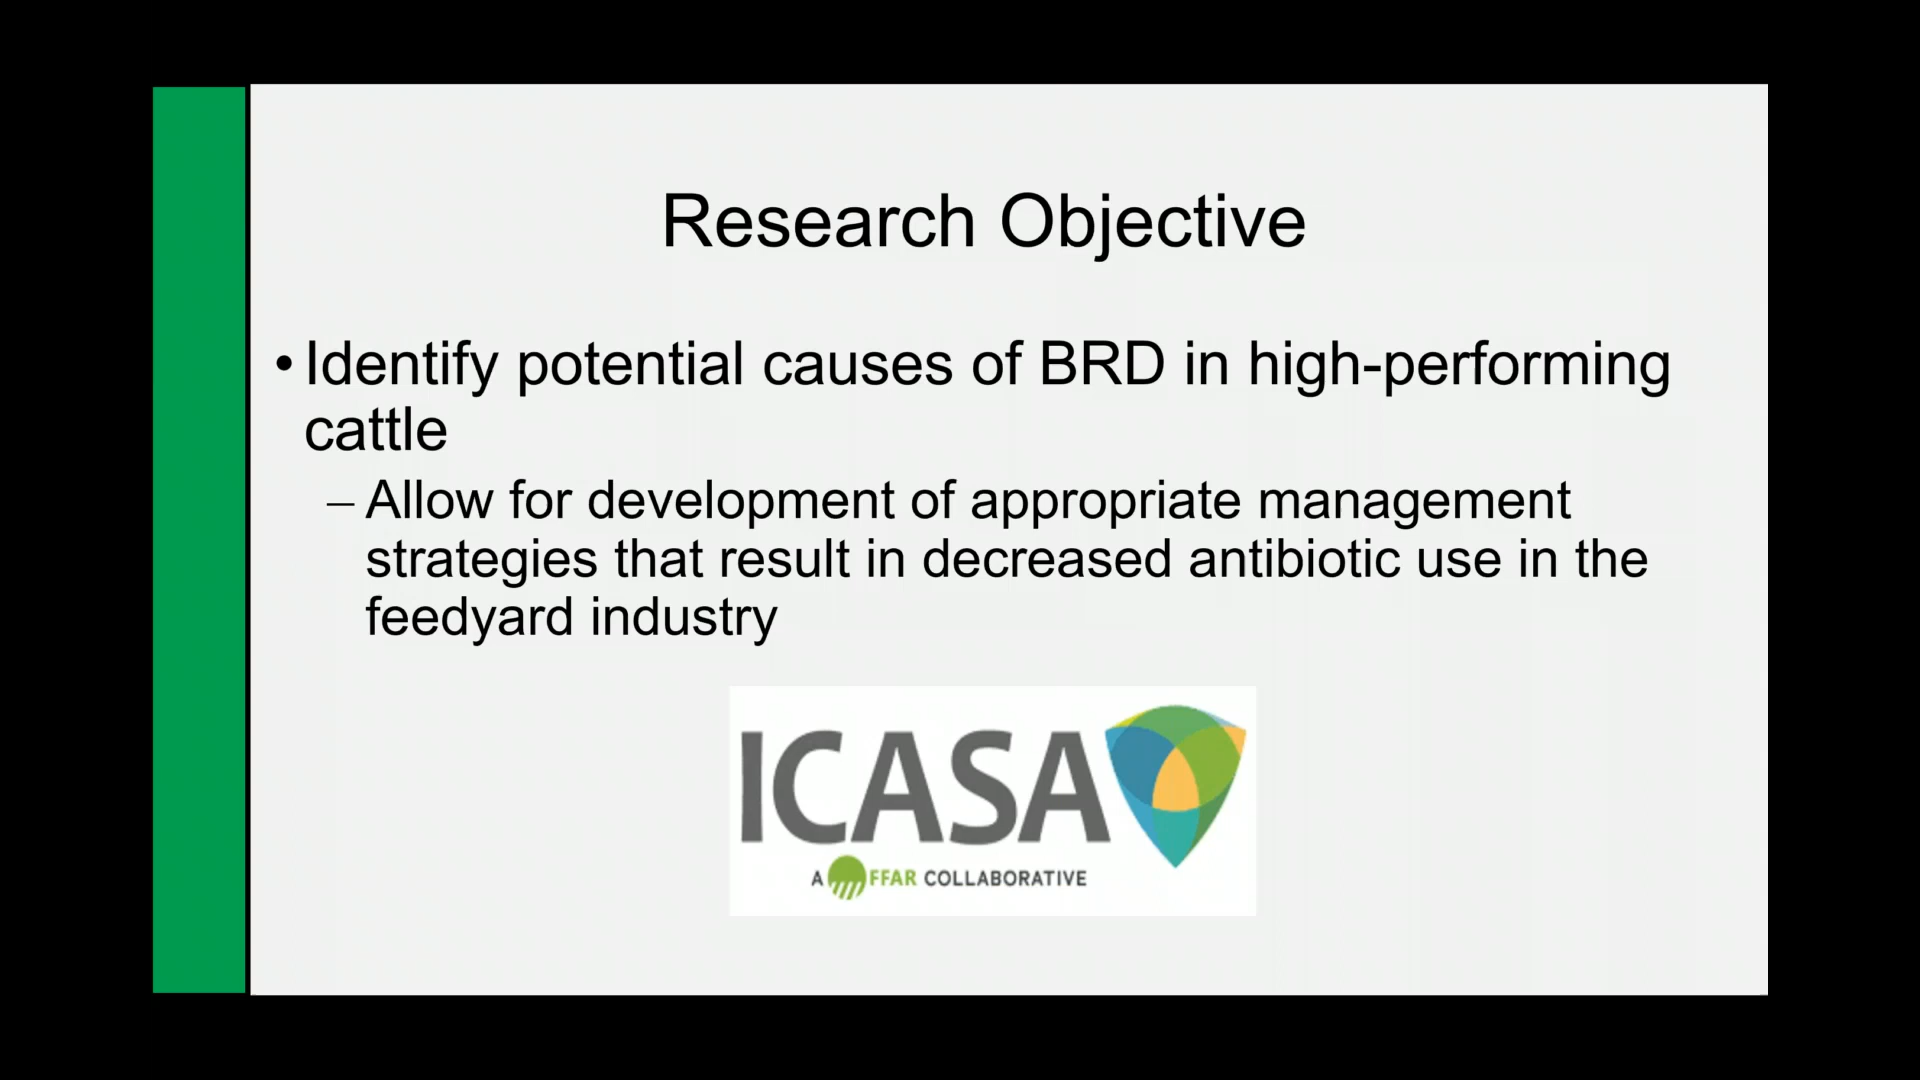 Research Objective
• Identify potential causes of BRD in high-performing
cattle
– Allow for development of appropriate management
strategies that result in decreased antibiotic use in the
feedyard industry
ICASA
A FFAR COLLABORATIVE